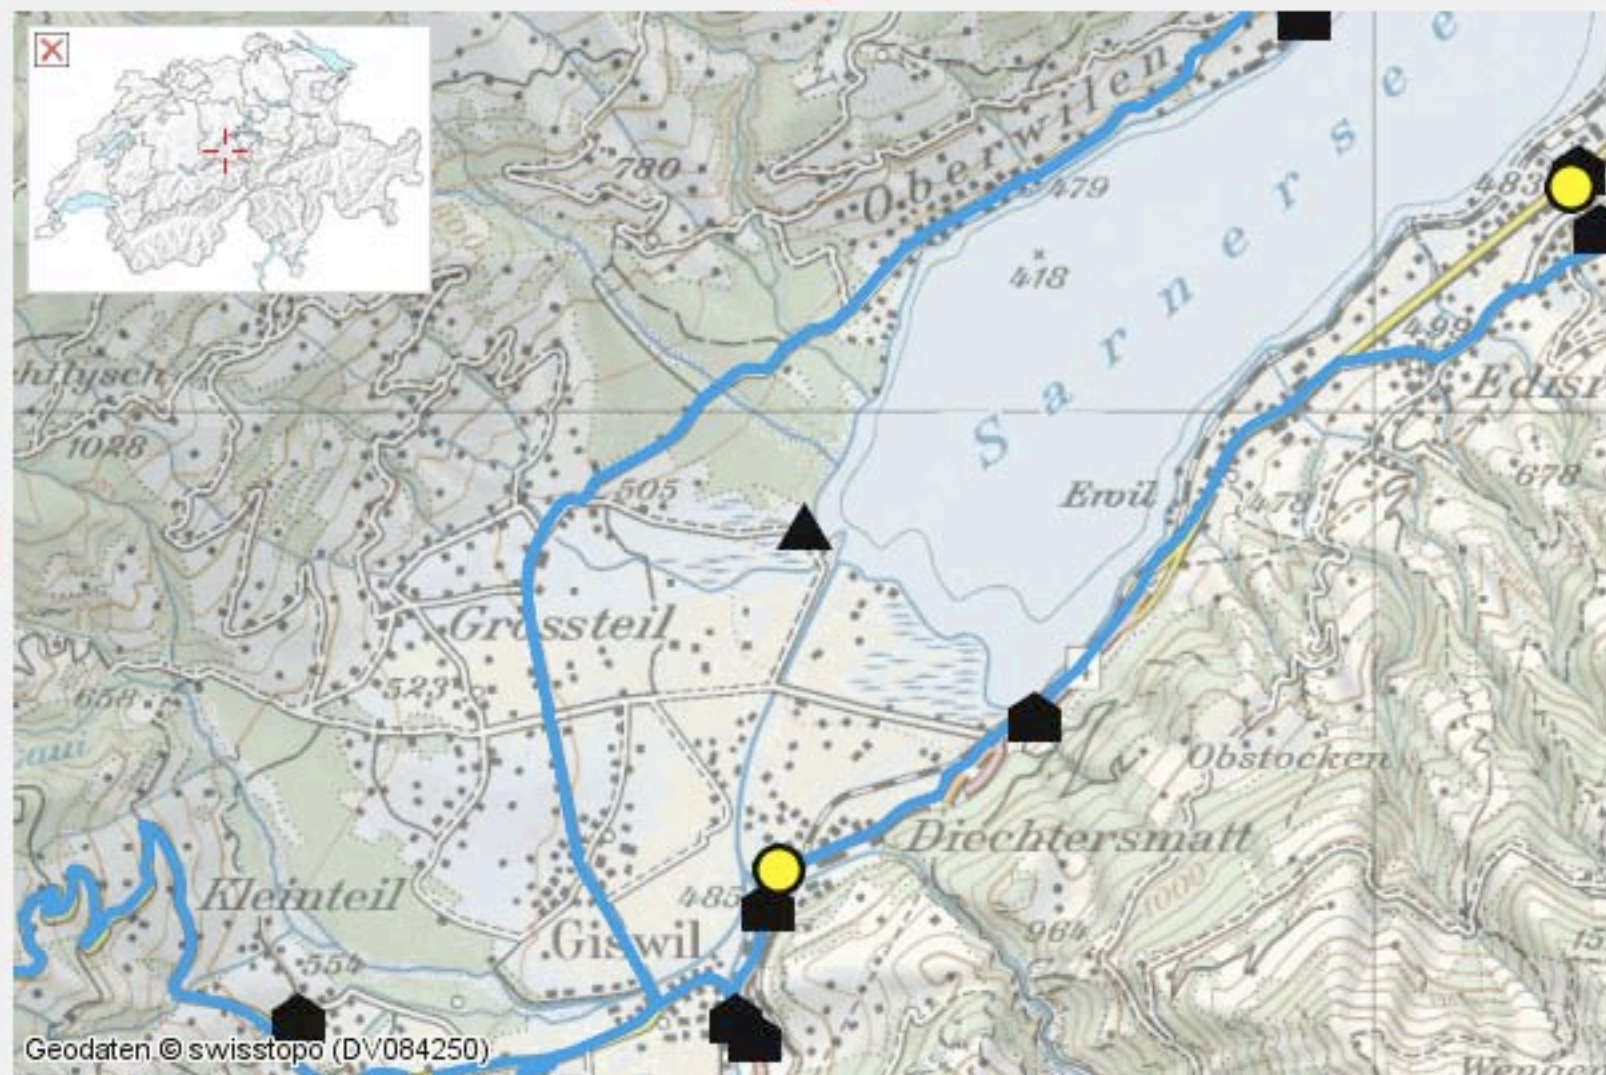 Oberwilen
780
479
483
418
Sarnersee
499
1028
505
Ewil
478
678
Grossteil
523
658
Obstocken
Diechtersmatt
1000
Kleinteil
485
964
Giswil
554
Geodaten © swisstopo (DV084250)